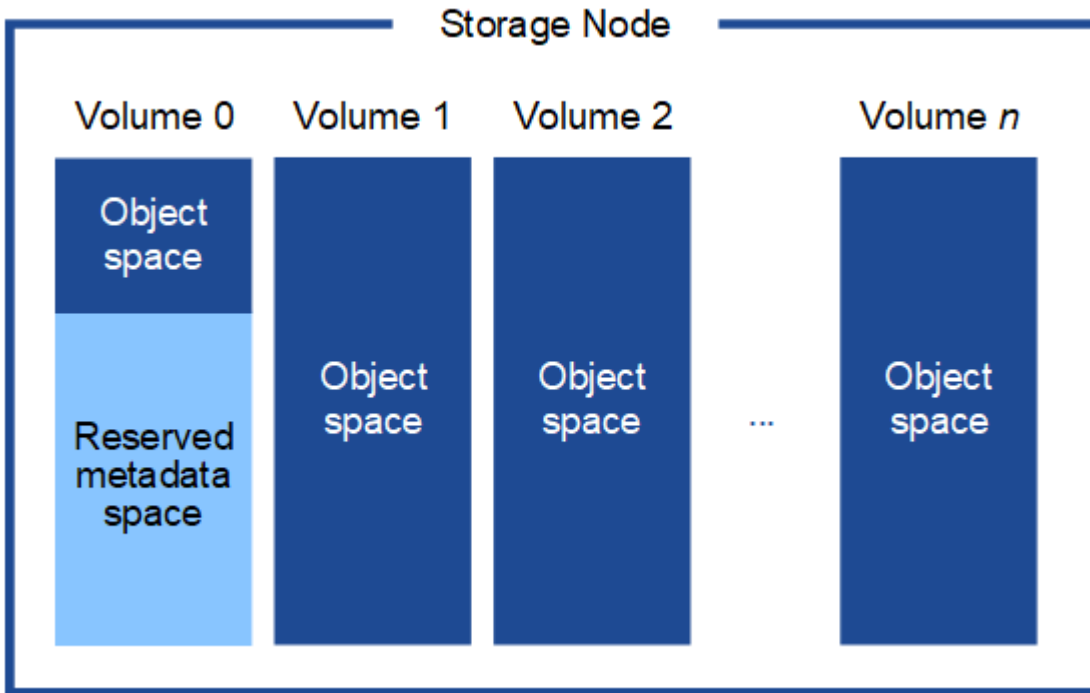 Storage Node
Volume 0
Volume 1
Volume 2
Volume n
Object
space
Reserved
metadata
space
Object
space
Object
space
...
Object
space